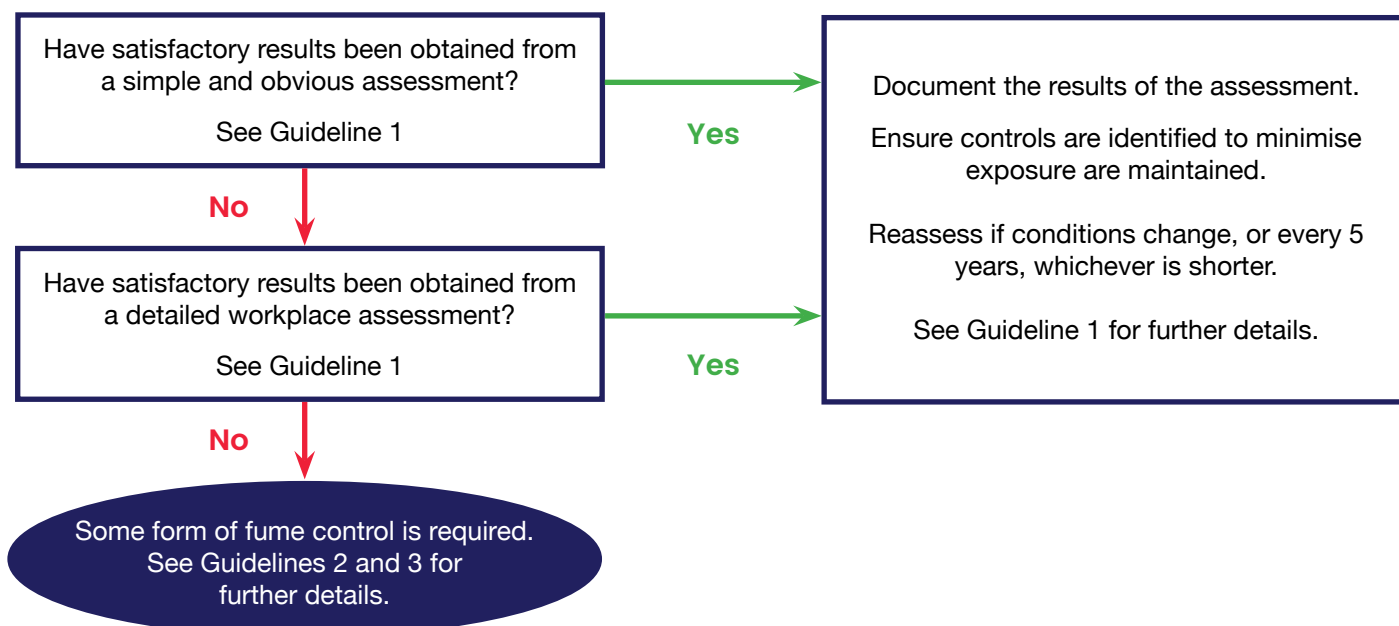 Have satisfactory results been obtained from
a simple and obvious assessment?
See Guideline 1
Yes
Document the results of the assessment.
Ensure controls are identified to minimise
exposure are maintained.
Reassess if conditions change, or every 5
years, whichever is shorter.
See Guideline 1 for further details.
No
Have satisfactory results been obtained from
a detailed workplace assessment?
See Guideline 1
Yes
No
Some form of fume control is required.
See Guidelines 2 and 3 for
further details.